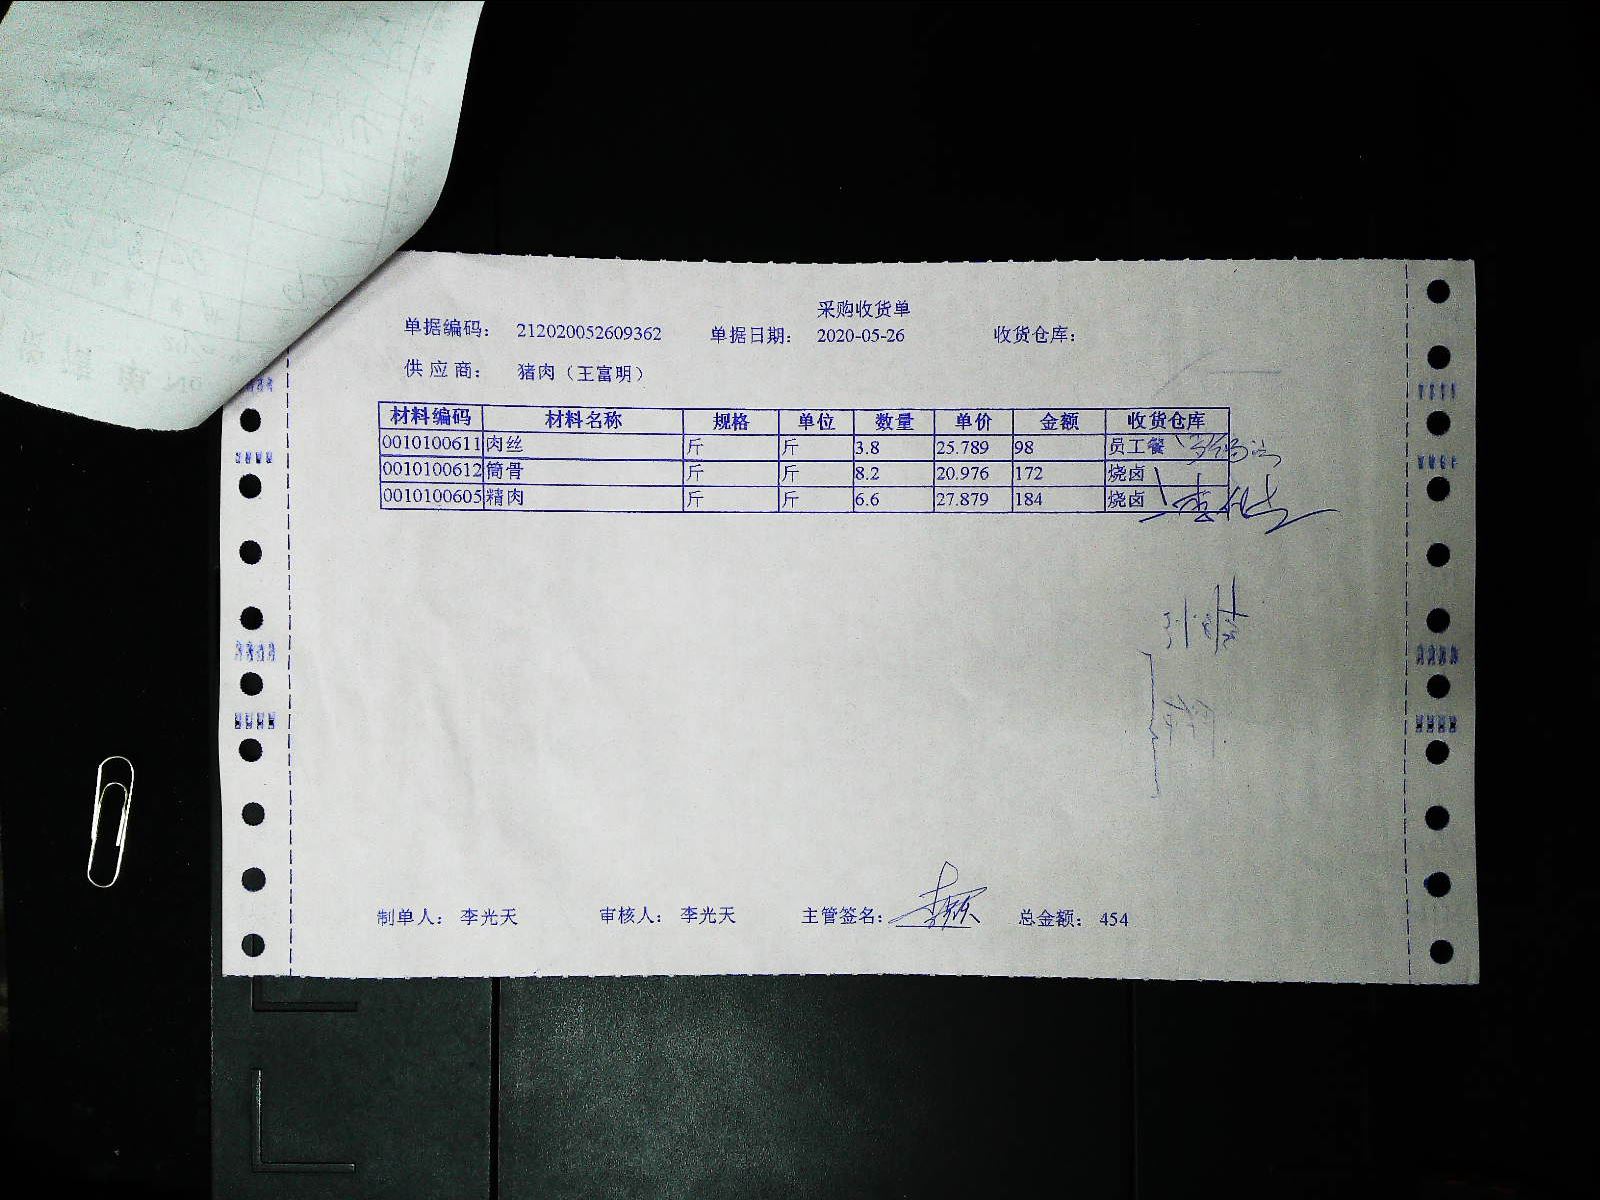 采购收货单
单据编码： 212020052609362 单据日期： 2020-05-26 收货仓库：
供应商： 猪肉（王富明）
材料编码 材料名称 规格 单位 数量 单价 金额 收货仓库
0010100611 肉丝 斤 斤 3.8 25.789 98 员工餐
0010100612 筒骨 斤 斤 8.2 20.976 172 烧卤
0010100605 精肉 斤 斤 6.6 27.879 184 烧卤
制单人： 李光天 审核人： 李光天 主管签名： 总金额： 454